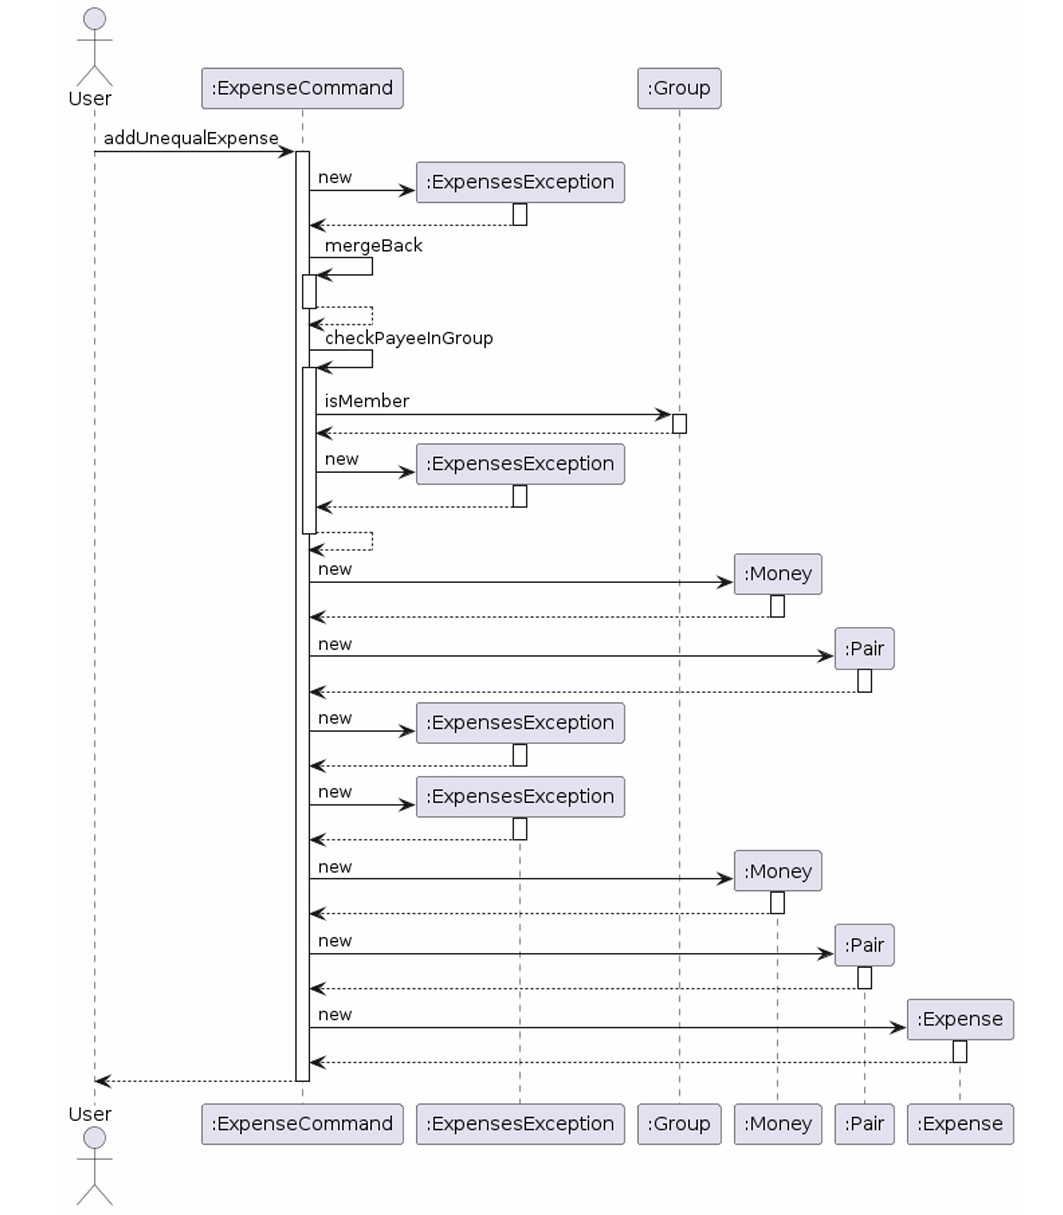 User
:ExpenseCommand
:Group
addUnequalExpense
new
:ExpensesException
mergeBack
checkPayeeInGroup
isMember
new
:ExpensesException
new
:Money
new
:Pair
new
:ExpensesException
new
:ExpensesException
new
:Money
new
:Pair
new
:Expense
User
:ExpenseCommand
:ExpensesException
:Group
:Money
:Pair
:Expense